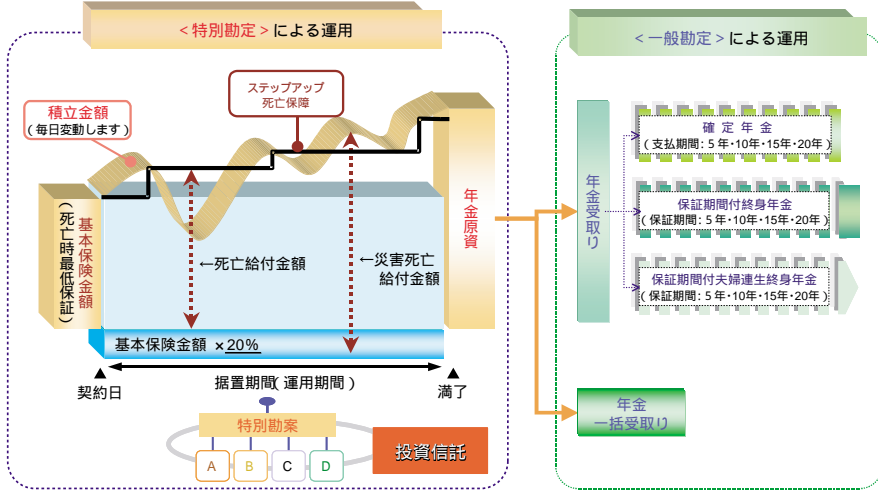 <特別勘定>による運用
積立金額
(毎日変動します)
ステップアップ
死亡保障
基本保険金額
(死亡時最低保証)
←死亡給付金額
←災害死亡
給付金額
年金原資
基本保険金額 ×20%
契約日
据置期間(運用期間)
満了
特別勘案
A B C D
投資信託
<一般勘定>による運用
年金受取り
確定年金
(支払期間:5年・10年・15年・20年)
保証期間付終身年金
(保証期間:5年・10年・15年・20年)
保証期間付夫婦連生終身年金
(保証期間:5年・10年・15年・20年)
年金
一括受取り